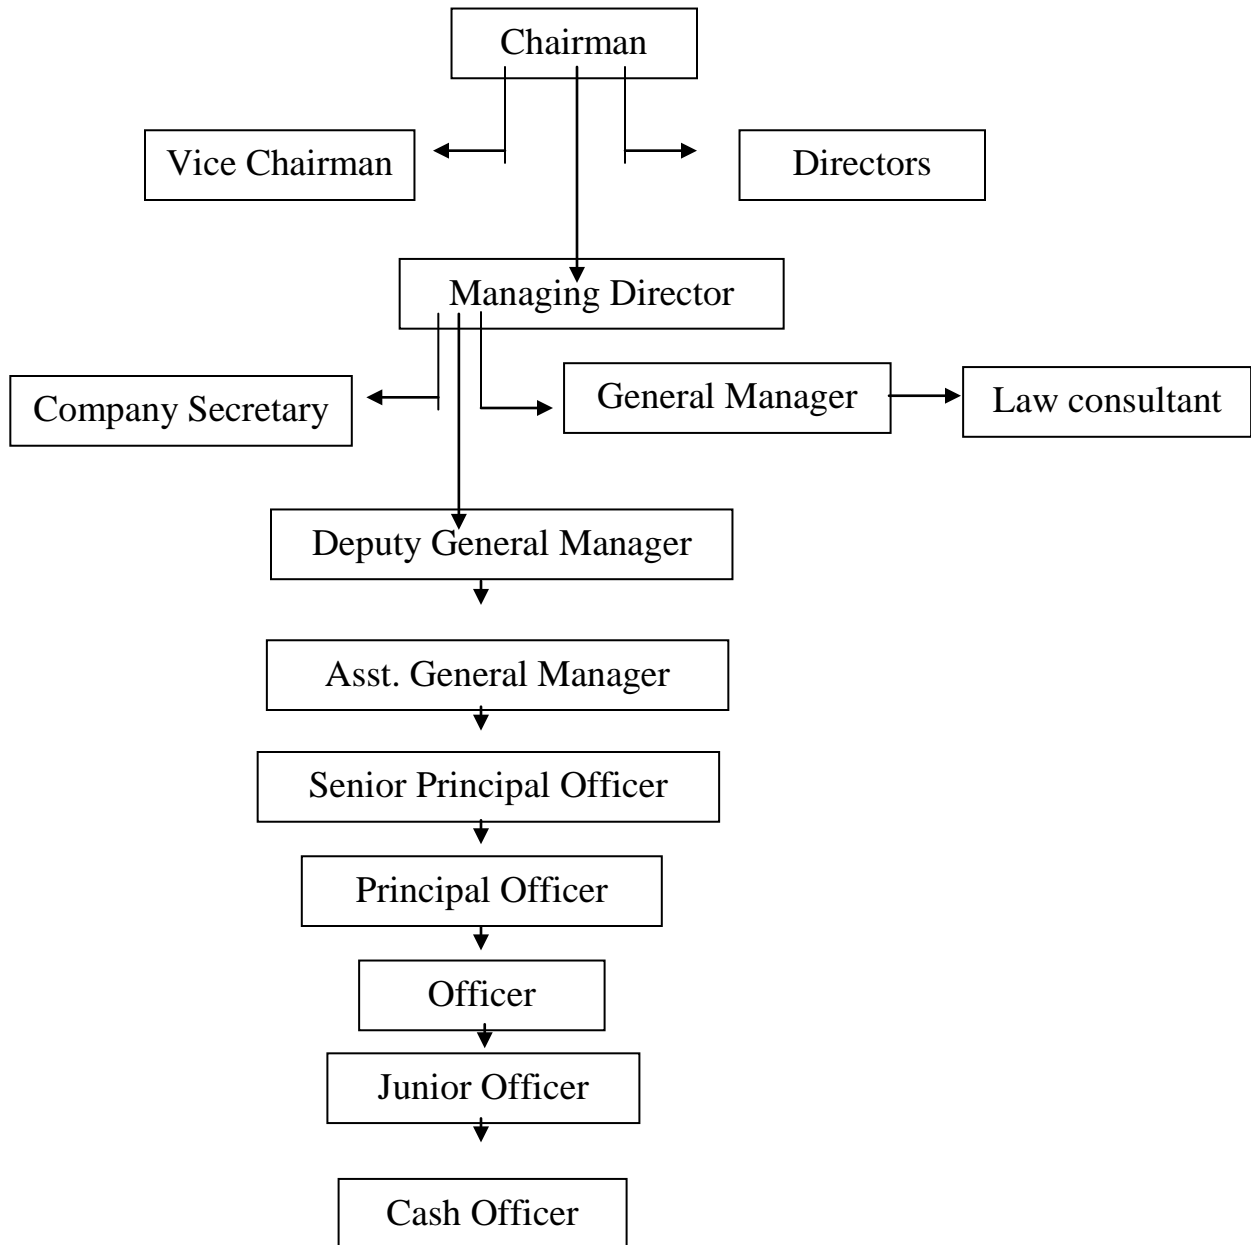 Chairman
Vice Chairman
Directors
Managing Director
Company Secretary
General Manager
Law consultant
Deputy General Manager
Asst. General Manager
Senior Principal Officer
Principal Officer
Officer
Junior Officer
Cash Officer